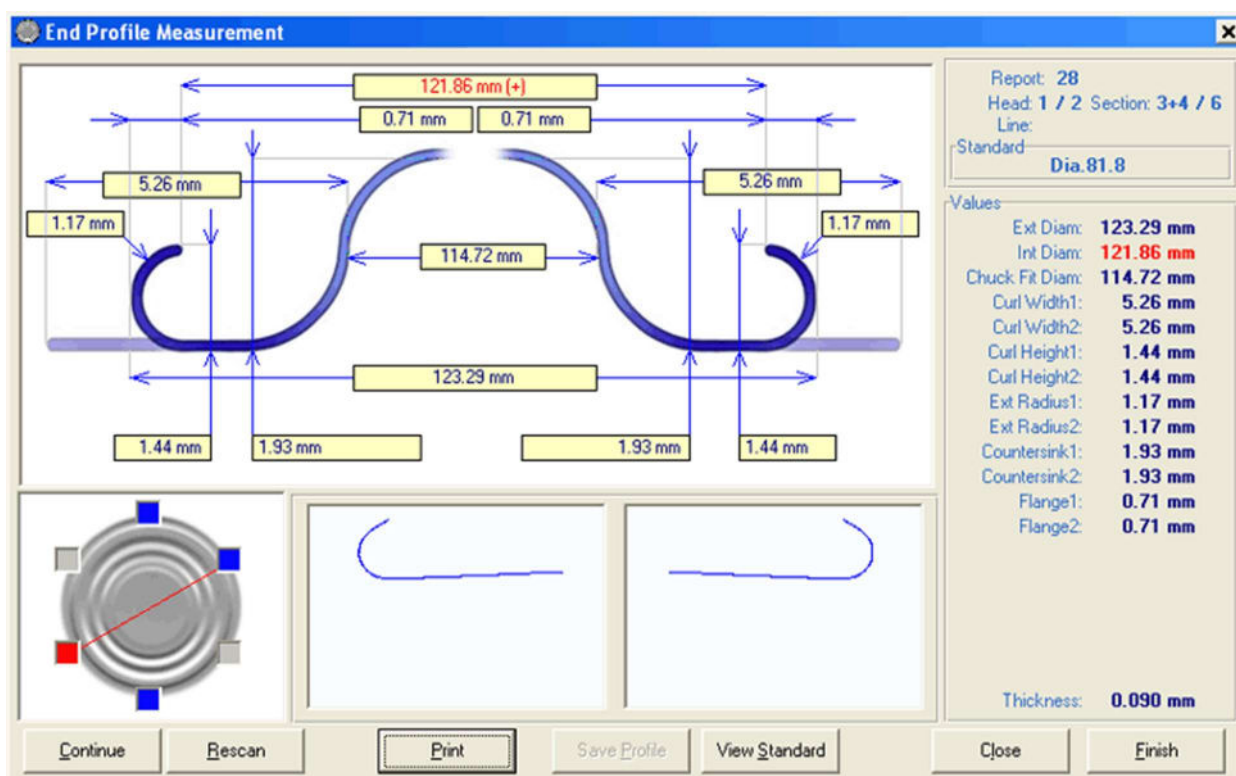 End Profile Measurement
121.86 mm (+)
0.71 mm 0.71 mm
5.26 mm 5.26 mm
1.17 mm 1.17 mm
114.72 mm
123.29 mm
1.44 mm 1.93 mm 1.93 mm 1.44 mm
Report: 28
Head: 1 / 2 Section: 3+4 / 6
Line:
Standard
Dia.81.8
Values
Ext Diam: 123.29 mm
Int Diam: 121.86 mm
Chuck Fit Diam: 114.72 mm
Curl Width1: 5.26 mm
Curl Width2: 5.26 mm
Curl Height1: 1.44 mm
Curl Height2: 1.44 mm
Ext Radius1: 1.17 mm
Ext Radius2: 1.17 mm
Countersink1: 1.93 mm
Countersink2: 1.93 mm
Flange1: 0.71 mm
Flange2: 0.71 mm
Thickness: 0.090 mm
Continue Rescan Print Save Profile View Standard Close Finish